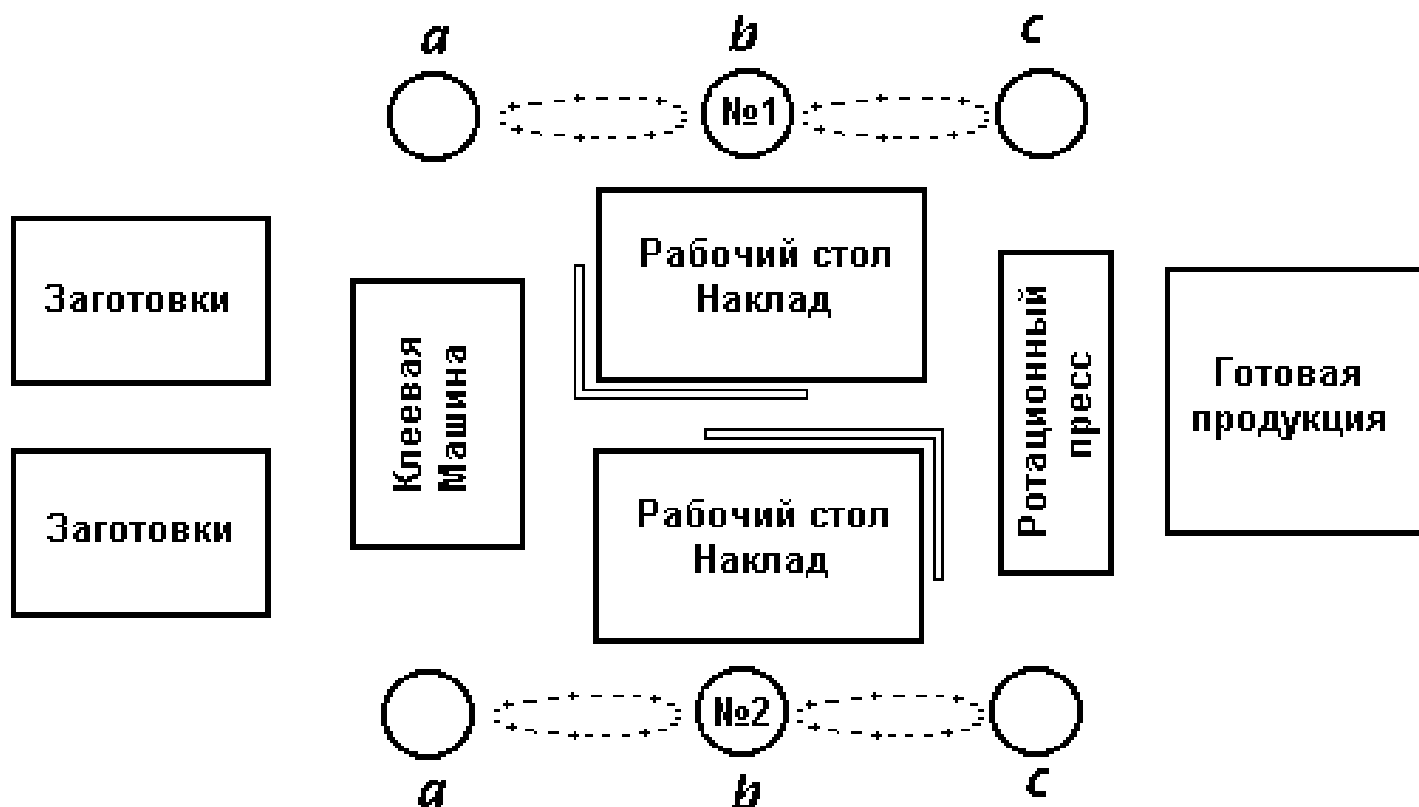 a b c
№1
Заготовки
Клеевая
Машина
Рабочий стол
Наклад
Ротационный
пресс
Готовая
продукция
Заготовки
Рабочий стол
Наклад
№2
a b c